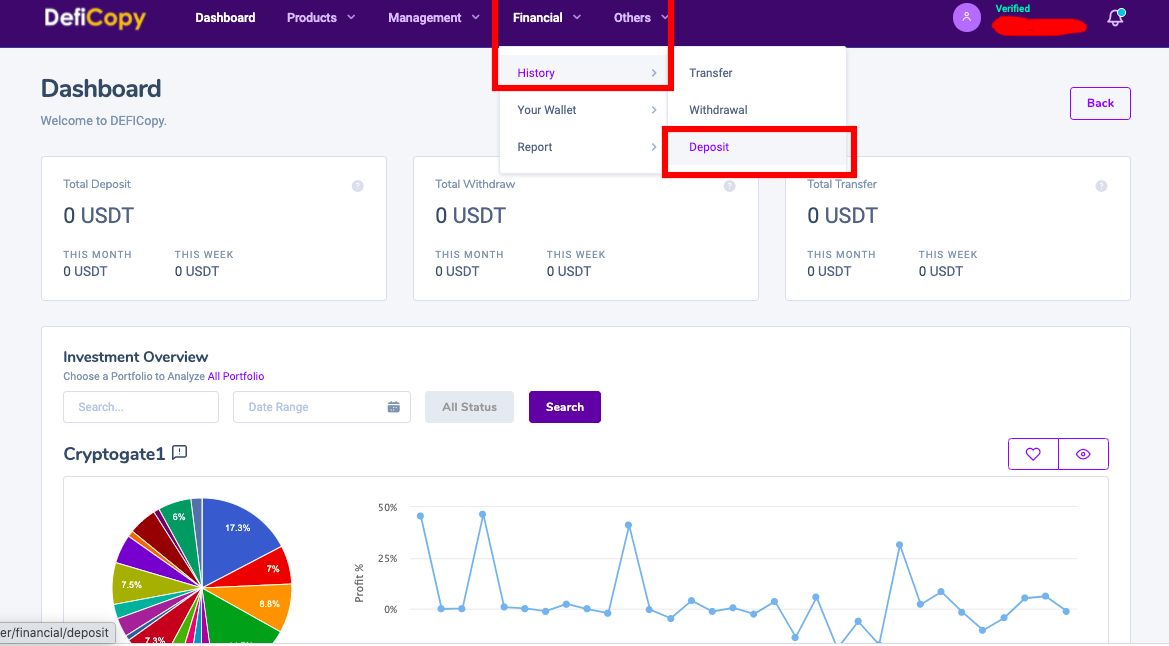 DefiCopy Dashboard Products Management Financial Others Verified
History Transfer
Your Wallet Withdrawal
Report Deposit
Dashboard
Welcome to DEFICopy.
Back
Total Deposit
0 USDT
THIS MONTH THIS WEEK
0 USDT 0 USDT
Total Withdraw
0 USDT
THIS MONTH THIS WEEK
0 USDT 0 USDT
Total Transfer
0 USDT
THIS MONTH THIS WEEK
0 USDT 0 USDT
Investment Overview
Choose a Portfolio to Analyze All Portfolio
Search... Date Range All Status Search
Cryptogate1
6%
17.3%
7%
8.8%
7.5%
7.3%
50%
25%
0%
Profit %
er/financial/deposit